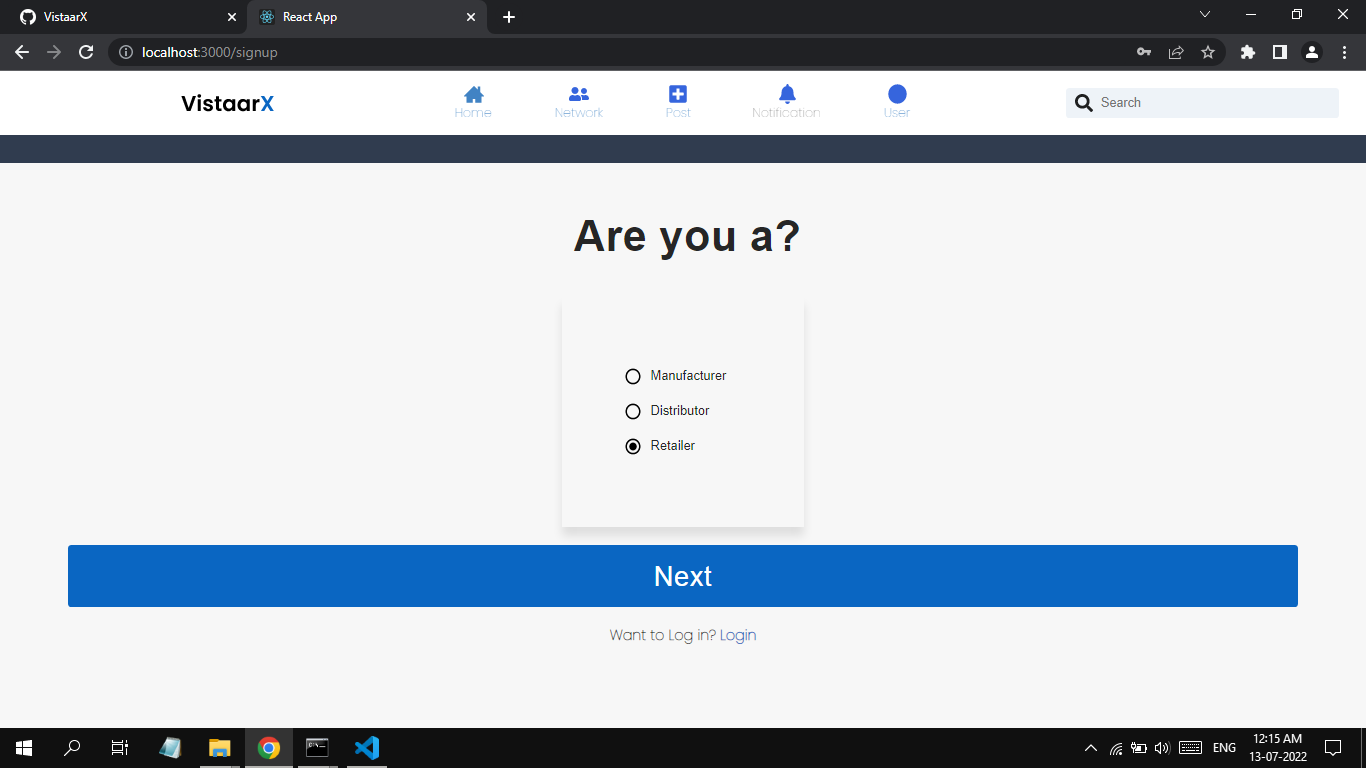 VistaarX
React App
localhost:3000/signup
VistaarX
Home
Network
Post
Notification
User
Search
Are you a?
Manufacturer
Distributor
Retailer
Next
Want to Log in? Login
ENG
12:15 AM
13-07-2022